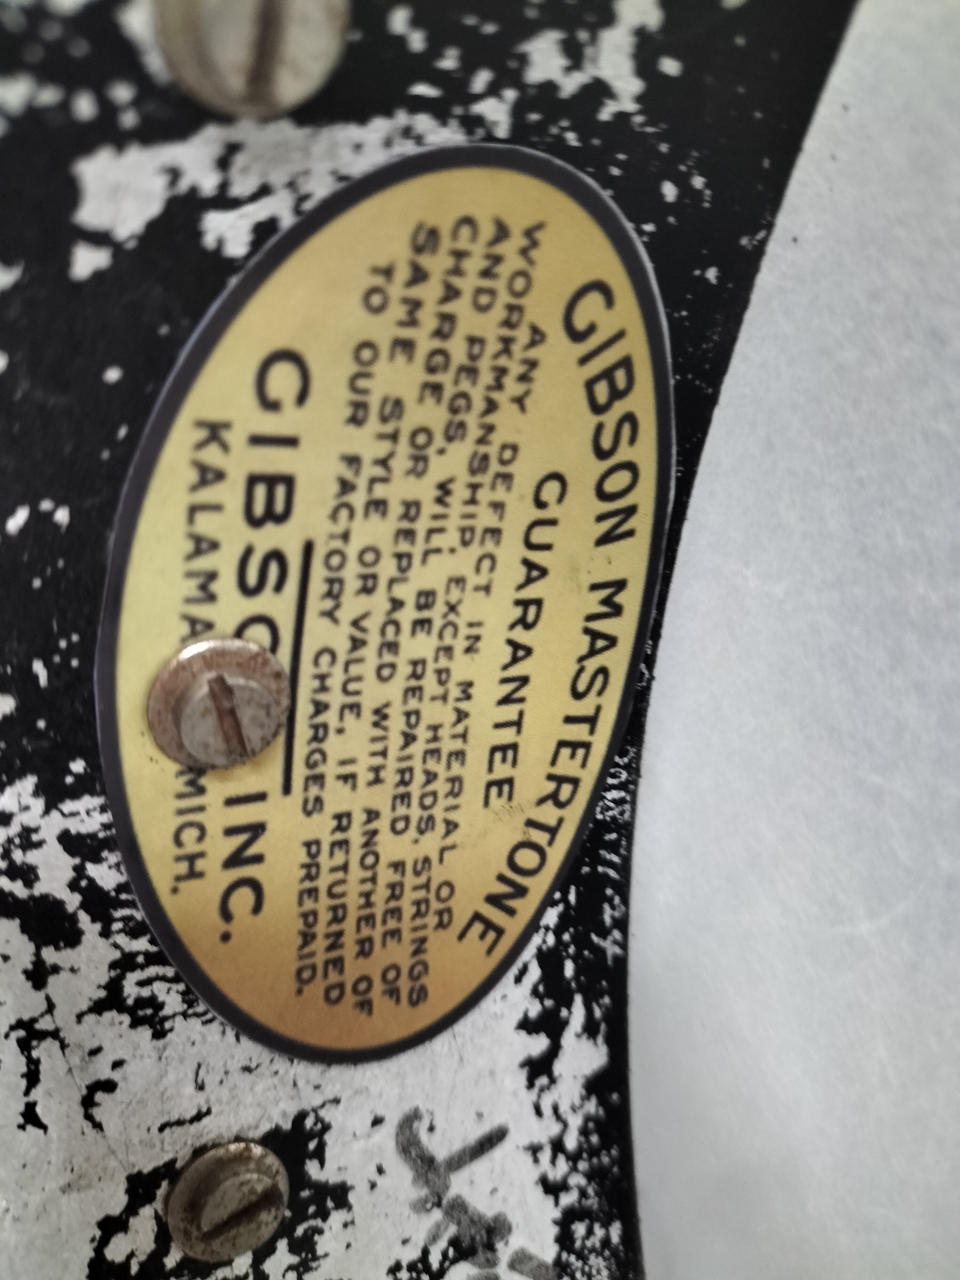 GIBSON MASTERTONE
GUARANTEE
ANY DEFECT IN MATERIAL OR
WORKMANSHIP, EXCEPT HEADS, STRINGS
AND PEGS, WILL BE REPAIRED FREE OF
CHARGE OR REPLACED WITH ANOTHER OF
SAME STYLE OR VALUE, IF RETURNED
TO OUR FACTORY CHARGES PREPAID.
GIBSO INC.
KALAMA MICH.